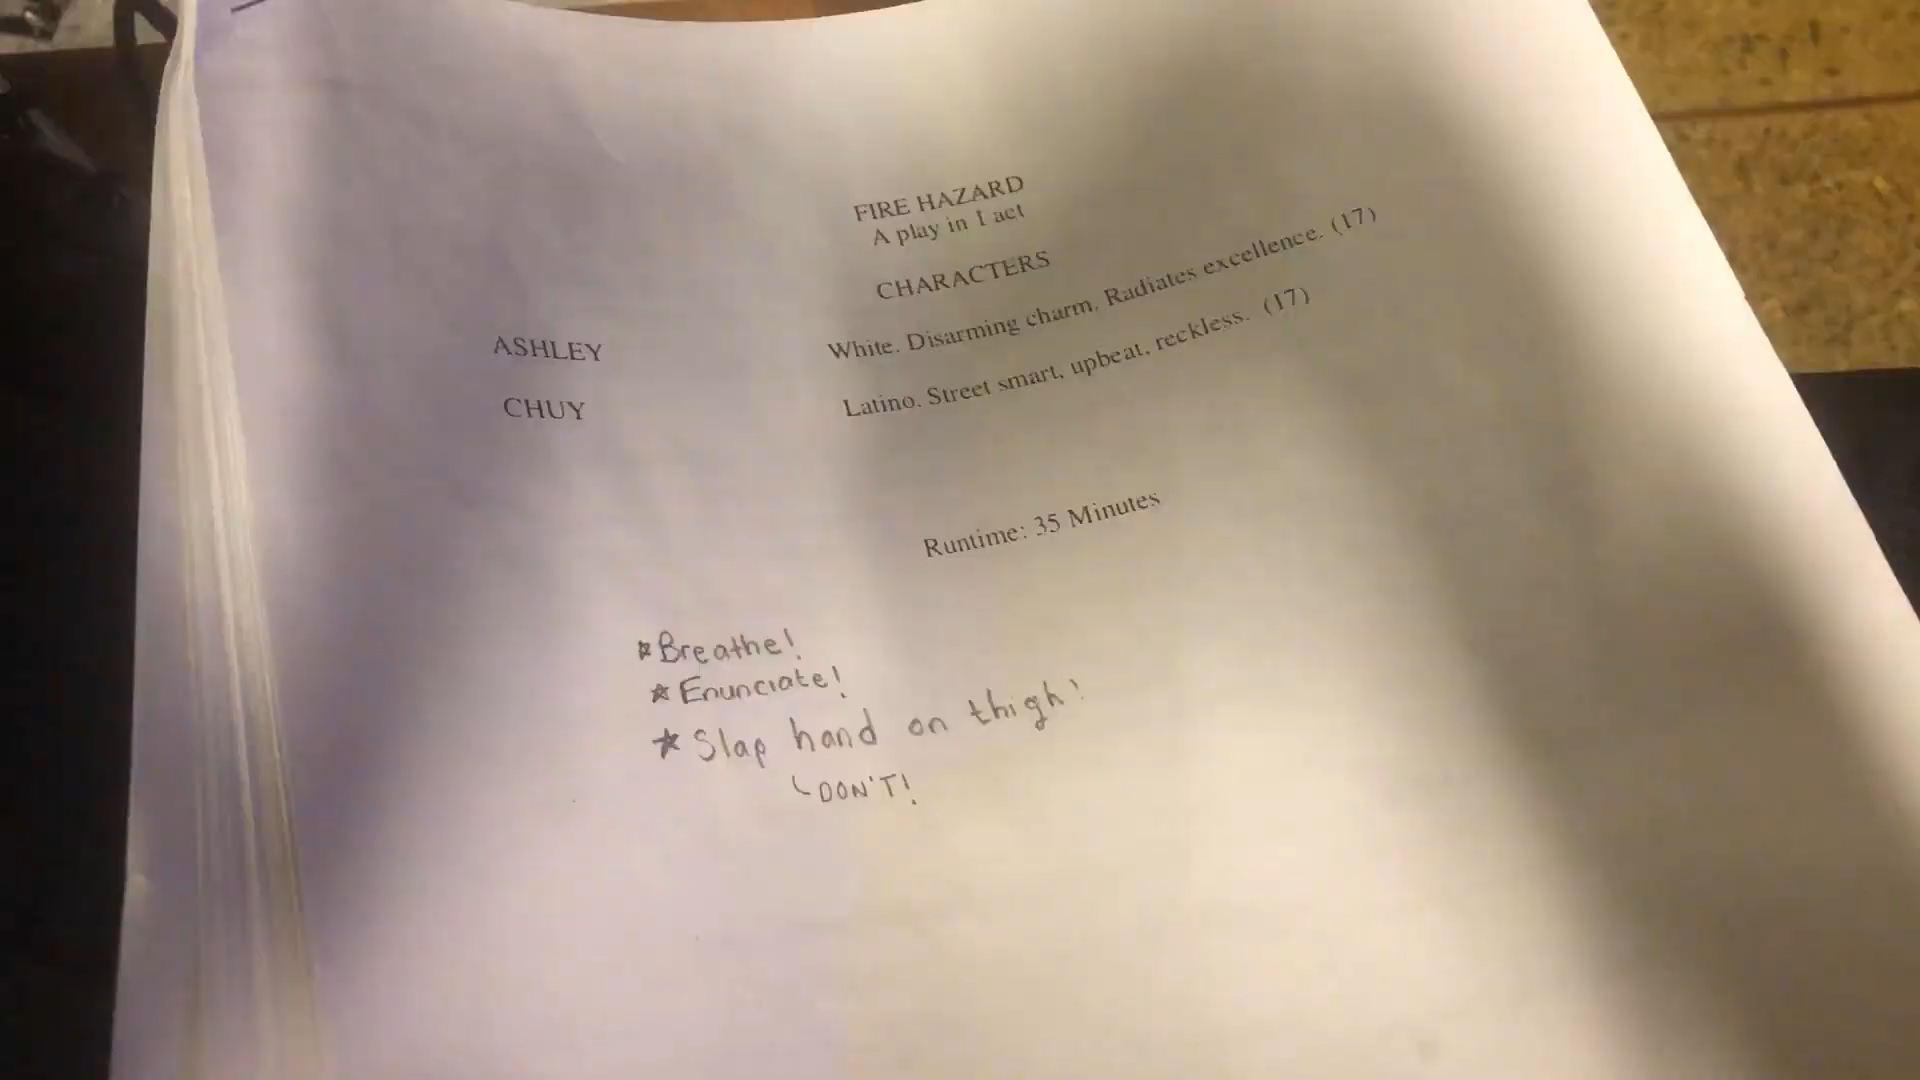 FIRE HAZARD
A play in 1 act
CHARACTERS
ASHLEY White. Disarming charm. Radiates excellence. (17)
CHUY Latino. Street smart, upbeat, reckless. (17)
Runtime: 35 Minutes
*Breathe!
*Enunciate!
*Slap hand on thigh!
DON'T!